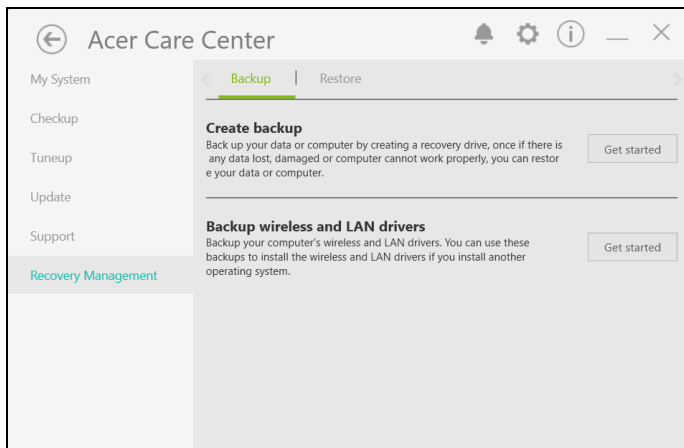 Acer Care Center
My System
Checkup
Tuneup
Update
Support
Recovery Management
Backup | Restore
Create backup
Back up your data or computer by creating a recovery drive, once if there is
any data lost, damaged or computer cannot work properly, you can restor
e your data or computer.
Get started
Backup wireless and LAN drivers
Backup your computer's wireless and LAN drivers. You can use these
backups to install the wireless and LAN drivers if you install another
operating system.
Get started